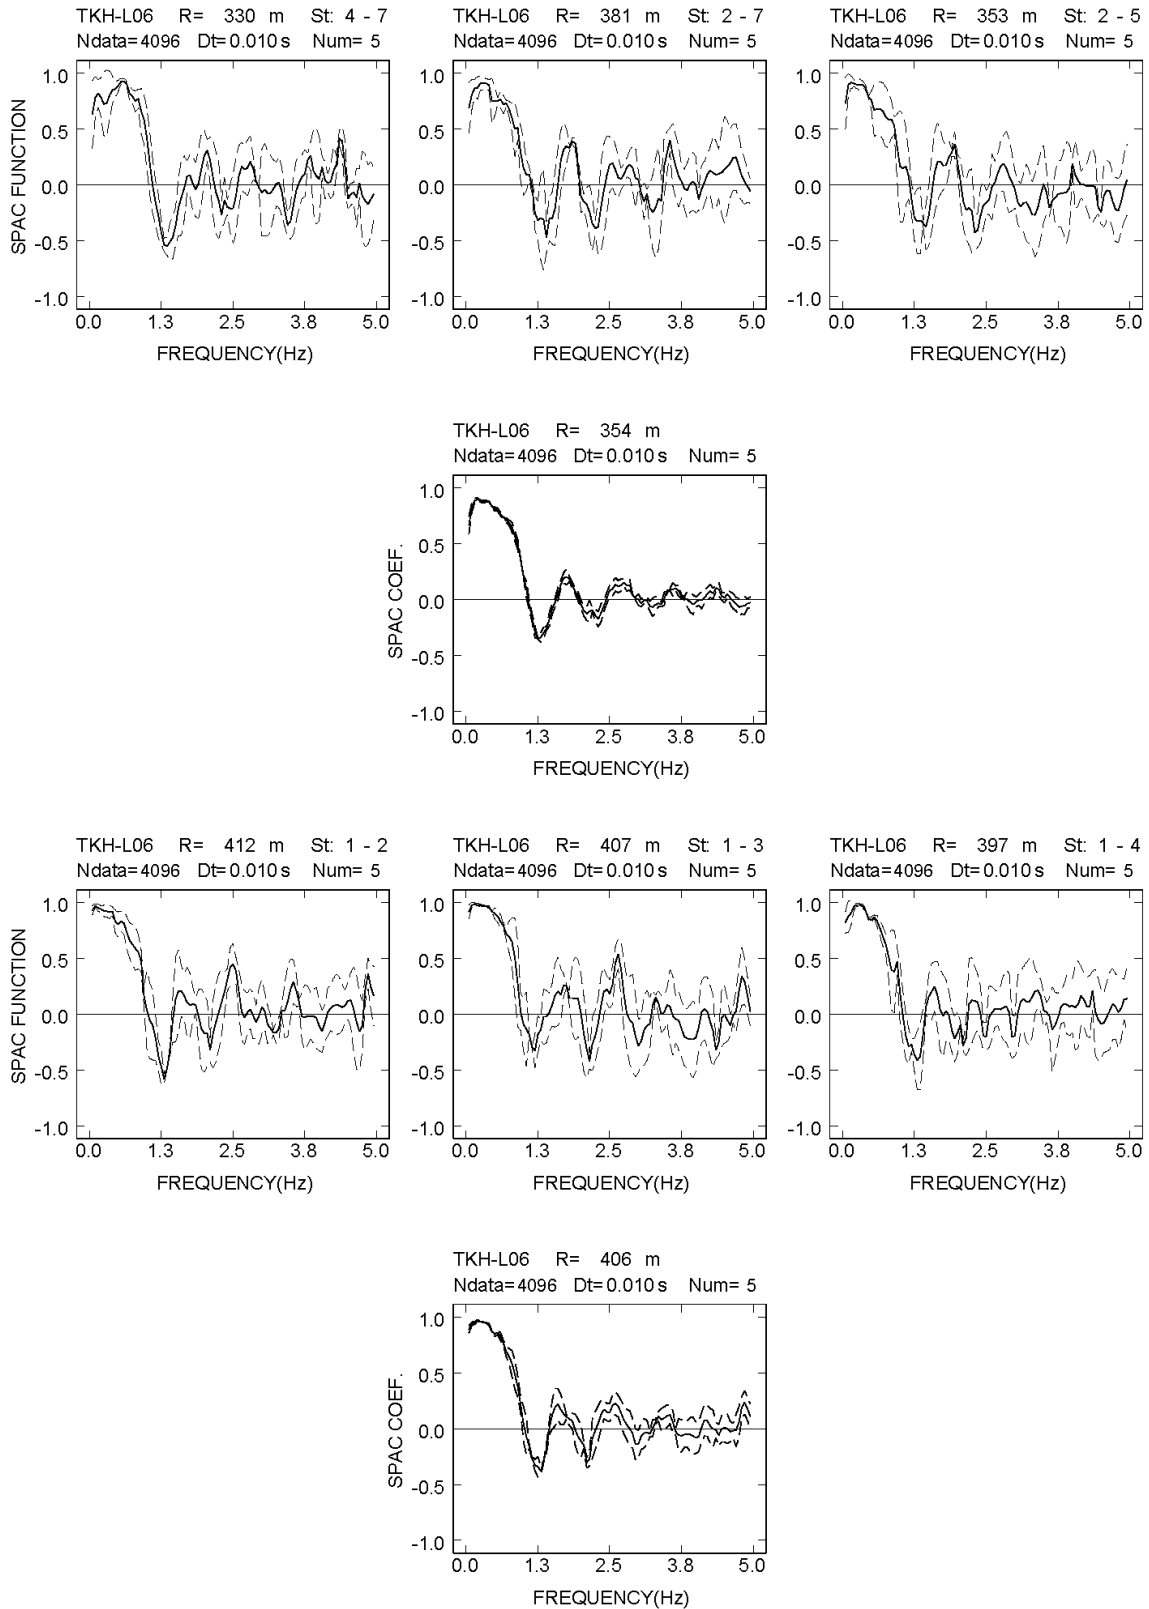 TKH-L06 R= 330 m St: 4 - 7
Ndata=4096 Dt=0.010 s Num= 5
SPAC FUNCTION
1.0
0.5
0.0
-0.5
-1.0
0.0 1.3 2.5 3.8 5.0
FREQUENCY(Hz)
TKH-L06 R= 381 m St: 2 - 7
Ndata=4096 Dt=0.010 s Num= 5
1.0
0.5
0.0
-0.5
-1.0
0.0 1.3 2.5 3.8 5.0
FREQUENCY(Hz)
TKH-L06 R= 353 m St: 2 - 5
Ndata=4096 Dt=0.010 s Num= 5
1.0
0.5
0.0
-0.5
-1.0
0.0 1.3 2.5 3.8 5.0
FREQUENCY(Hz)
TKH-L06 R= 354 m
Ndata=4096 Dt=0.010 s Num= 5
SPAC COEF.
1.0
0.5
0.0
-0.5
-1.0
0.0 1.3 2.5 3.8 5.0
FREQUENCY(Hz)
TKH-L06 R= 412 m St: 1 - 2
Ndata=4096 Dt=0.010 s Num= 5
SPAC FUNCTION
1.0
0.5
0.0
-0.5
-1.0
0.0 1.3 2.5 3.8 5.0
FREQUENCY(Hz)
TKH-L06 R= 407 m St: 1 - 3
Ndata=4096 Dt=0.010 s Num= 5
1.0
0.5
0.0
-0.5
-1.0
0.0 1.3 2.5 3.8 5.0
FREQUENCY(Hz)
TKH-L06 R= 397 m St: 1 - 4
Ndata=4096 Dt=0.010 s Num= 5
1.0
0.5
0.0
-0.5
-1.0
0.0 1.3 2.5 3.8 5.0
FREQUENCY(Hz)
TKH-L06 R= 406 m
Ndata=4096 Dt=0.010 s Num= 5
SPAC COEF.
1.0
0.5
0.0
-0.5
-1.0
0.0 1.3 2.5 3.8 5.0
FREQUENCY(Hz)